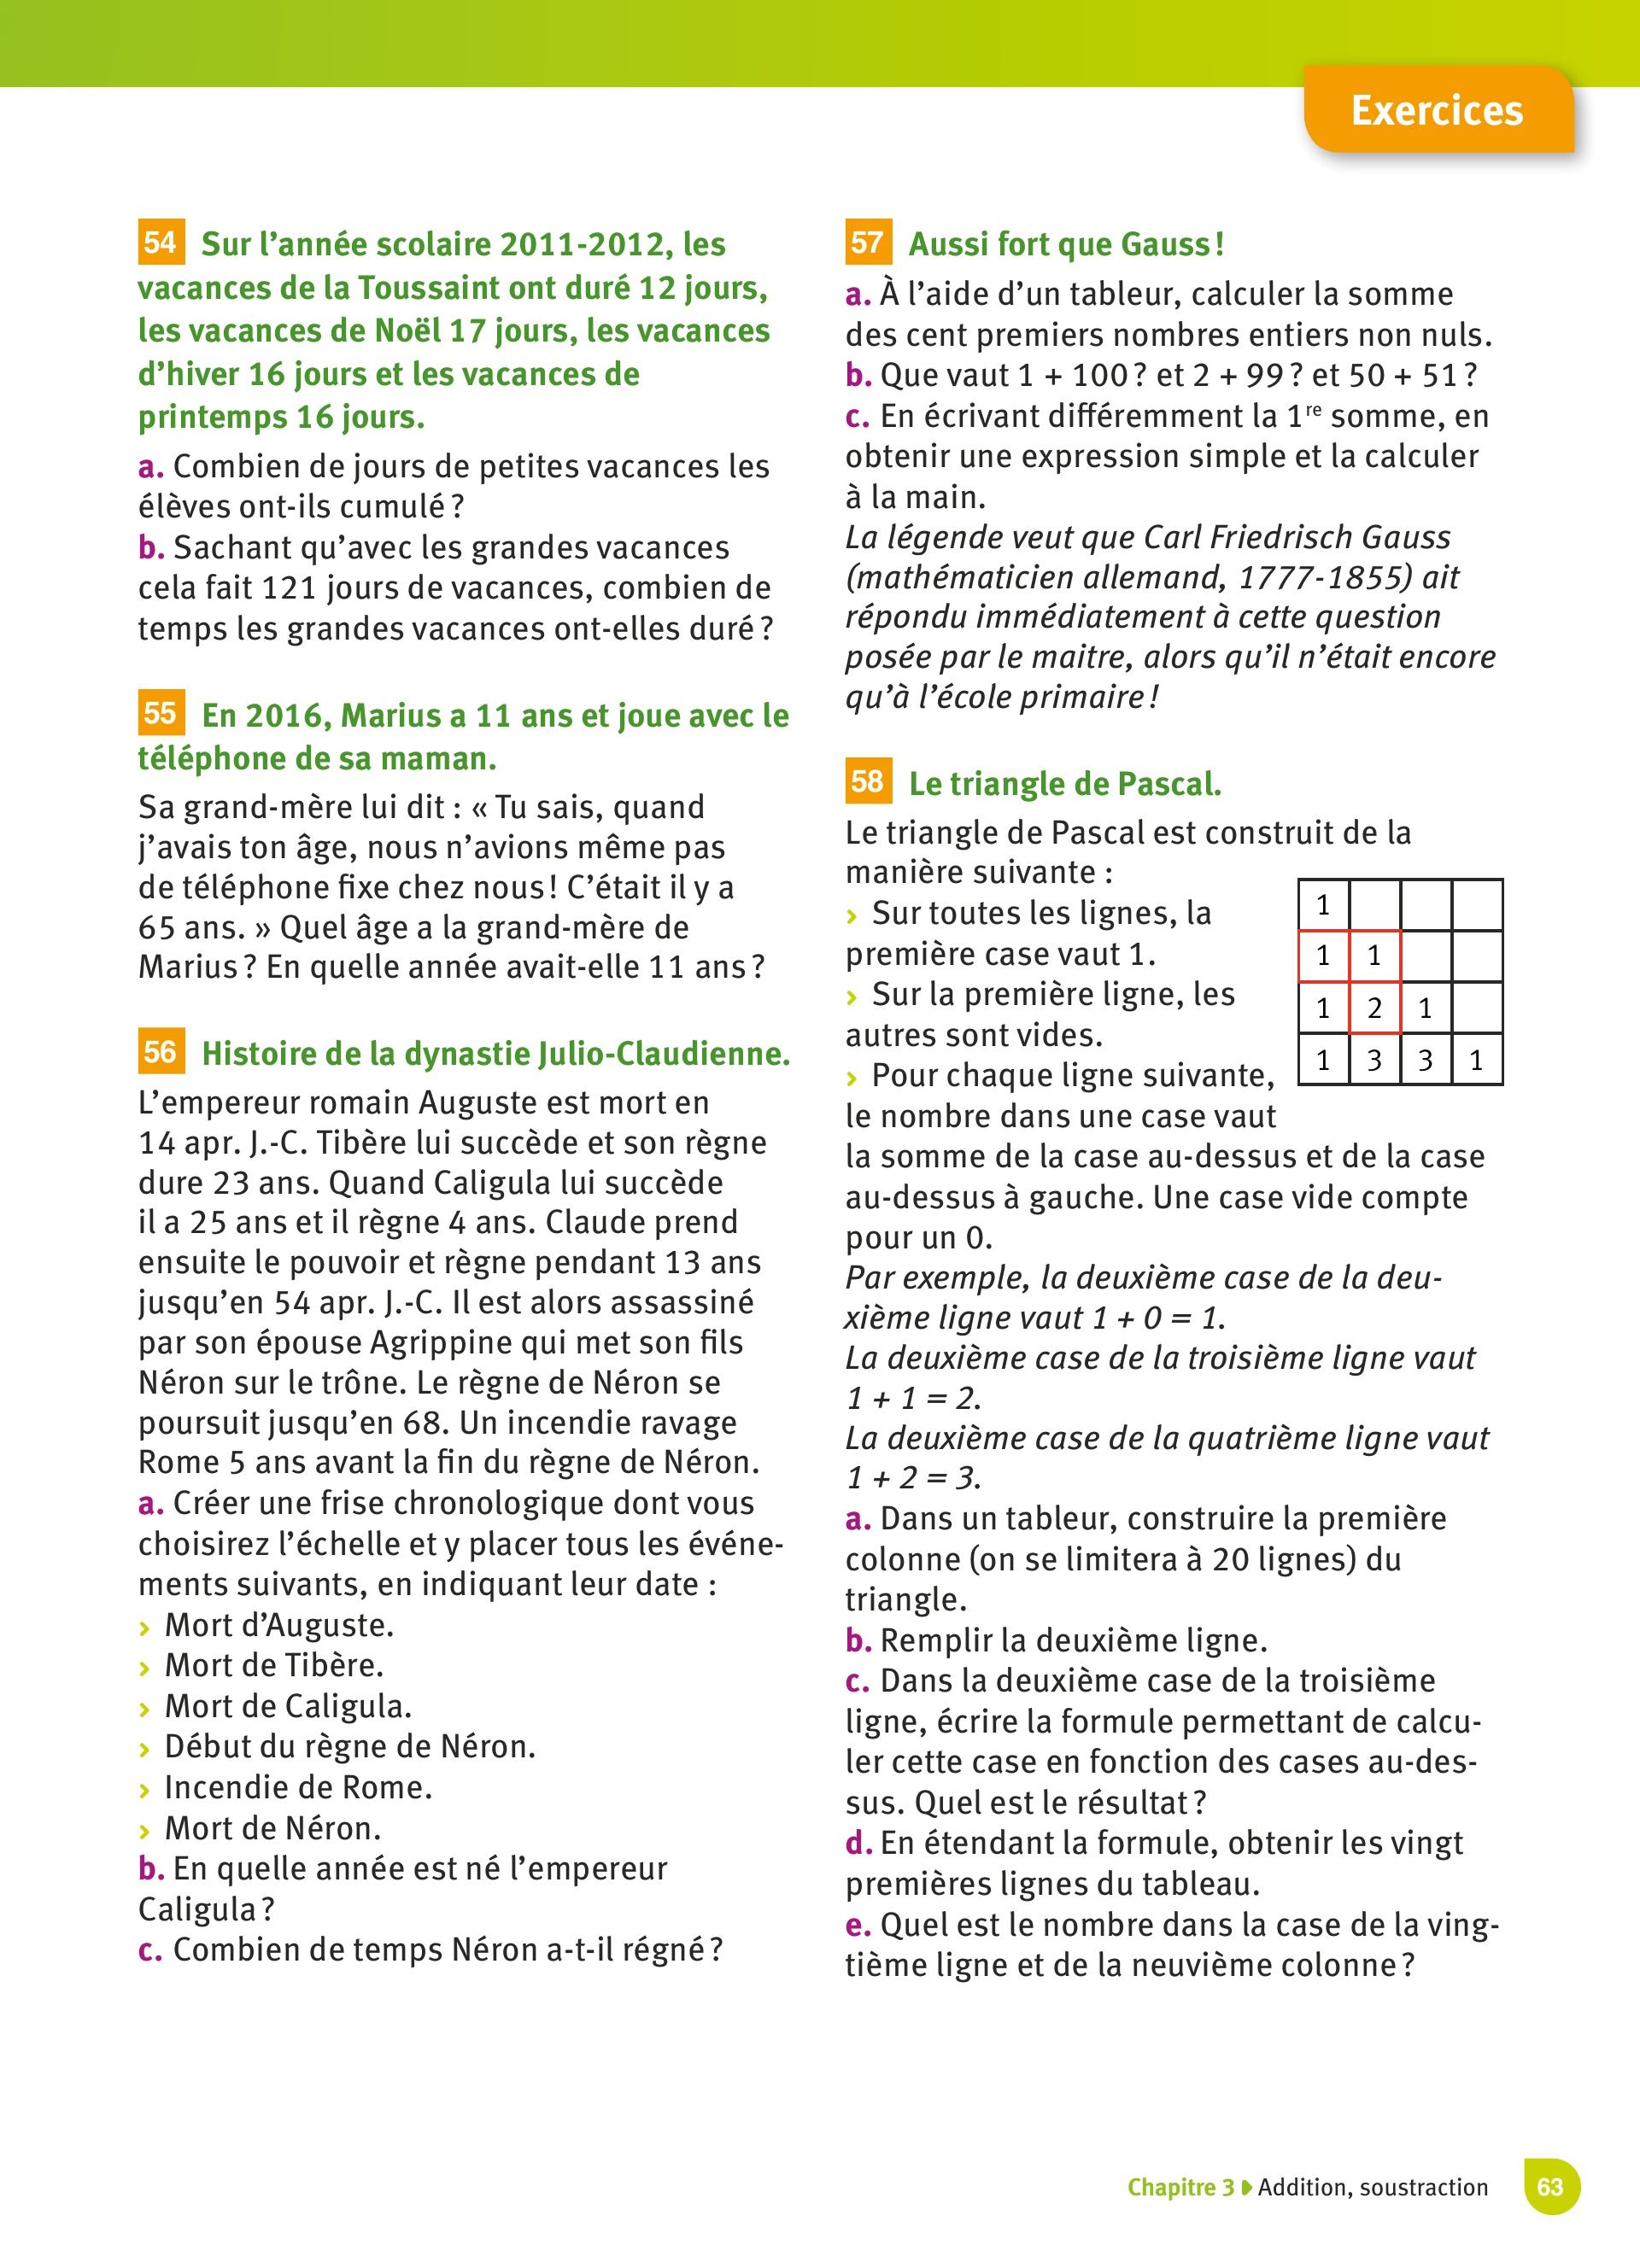 Exercices
54 Sur l’année scolaire 2011-2012, les
vacances de la Toussaint ont duré 12 jours,
les vacances de Noël 17 jours, les vacances
d’hiver 16 jours et les vacances de
printemps 16 jours.
a. Combien de jours de petites vacances les
élèves ont-ils cumulé ?
b. Sachant qu’avec les grandes vacances
cela fait 121 jours de vacances, combien de
temps les grandes vacances ont-elles duré ?
55 En 2016, Marius a 11 ans et joue avec le
téléphone de sa maman.
Sa grand-mère lui dit : « Tu sais, quand
j’avais ton âge, nous n’avions même pas
de téléphone fixe chez nous ! C’était il y a
65 ans. » Quel âge a la grand-mère de
Marius ? En quelle année avait-elle 11 ans ?
56 Histoire de la dynastie Julio-Claudienne.
L’empereur romain Auguste est mort en
14 apr. J.-C. Tibère lui succède et son règne
dure 23 ans. Quand Caligula lui succède
il a 25 ans et il règne 4 ans. Claude prend
ensuite le pouvoir et règne pendant 13 ans
jusqu’en 54 apr. J.-C. Il est alors assassiné
par son épouse Agrippine qui met son fils
Néron sur le trône. Le règne de Néron se
poursuit jusqu’en 68. Un incendie ravage
Rome 5 ans avant la fin du règne de Néron.
a. Créer une frise chronologique dont vous
choisirez l’échelle et y placer tous les événe-
ments suivants, en indiquant leur date :
› Mort d’Auguste.
› Mort de Tibère.
› Mort de Caligula.
› Début du règne de Néron.
› Incendie de Rome.
› Mort de Néron.
b. En quelle année est né l’empereur
Caligula ?
c. Combien de temps Néron a-t-il régné ?
57 Aussi fort que Gauss !
a. À l’aide d’un tableur, calculer la somme
des cent premiers nombres entiers non nuls.
b. Que vaut 1 + 100 ? et 2 + 99 ? et 50 + 51 ?
c. En écrivant différemment la 1re somme, en
obtenir une expression simple et la calculer
à la main.
La légende veut que Carl Friedrisch Gauss
(mathématicien allemand, 1777-1855) ait
répondu immédiatement à cette question
posée par le maitre, alors qu’il n’était encore
qu’à l’école primaire !
58 Le triangle de Pascal.
Le triangle de Pascal est construit de la
manière suivante :
› Sur toutes les lignes, la
première case vaut 1.
› Sur la première ligne, les
autres sont vides.
› Pour chaque ligne suivante,
le nombre dans une case vaut
la somme de la case au-dessus et de la case
au-dessus à gauche. Une case vide compte
pour un 0.
1
1 1
1 2 1
1 3 3 1
Par exemple, la deuxième case de la deu-
xième ligne vaut 1 + 0 = 1.
La deuxième case de la troisième ligne vaut
1 + 1 = 2.
La deuxième case de la quatrième ligne vaut
1 + 2 = 3.
a. Dans un tableur, construire la première
colonne (on se limitera à 20 lignes) du
triangle.
b. Remplir la deuxième ligne.
c. Dans la deuxième case de la troisième
ligne, écrire la formule permettant de calcu-
ler cette case en fonction des cases au-des-
sus. Quel est le résultat ?
d. En étendant la formule, obtenir les vingt
premières lignes du tableau.
e. Quel est le nombre dans la case de la ving-
tième ligne et de la neuvième colonne ?
Chapitre 3 Addition, soustraction 63